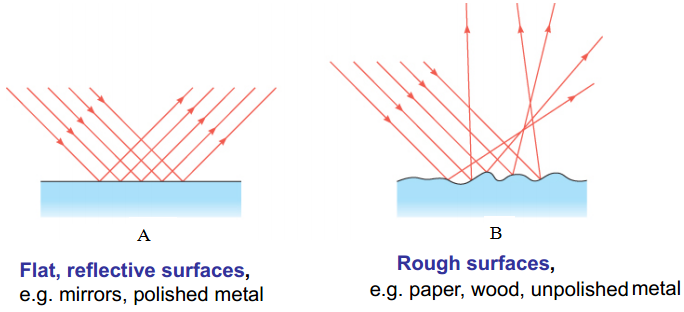 A
Flat, reflective surfaces,
e.g. mirrors, polished metal
B
Rough surfaces,
e.g. paper, wood, unpolished metal